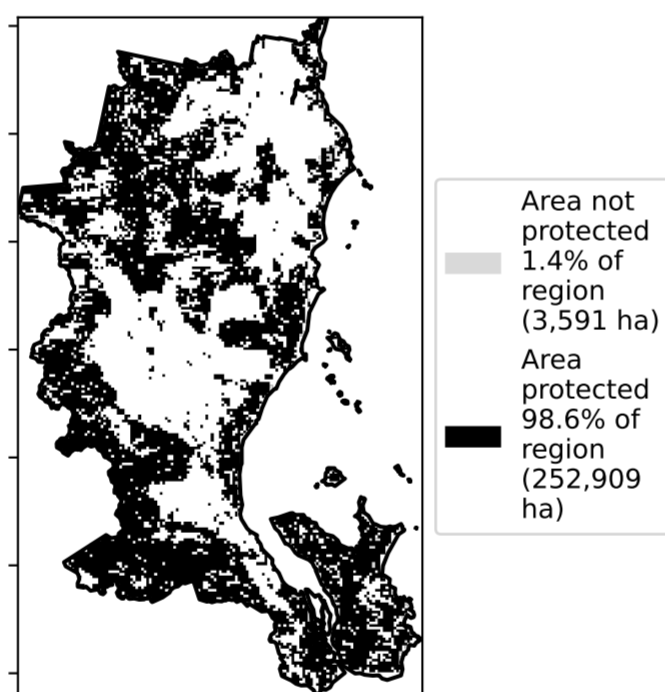 Area not
protected
1.4% of
region
(3,591 ha)
Area
protected
98.6% of
region
(252,909
ha)